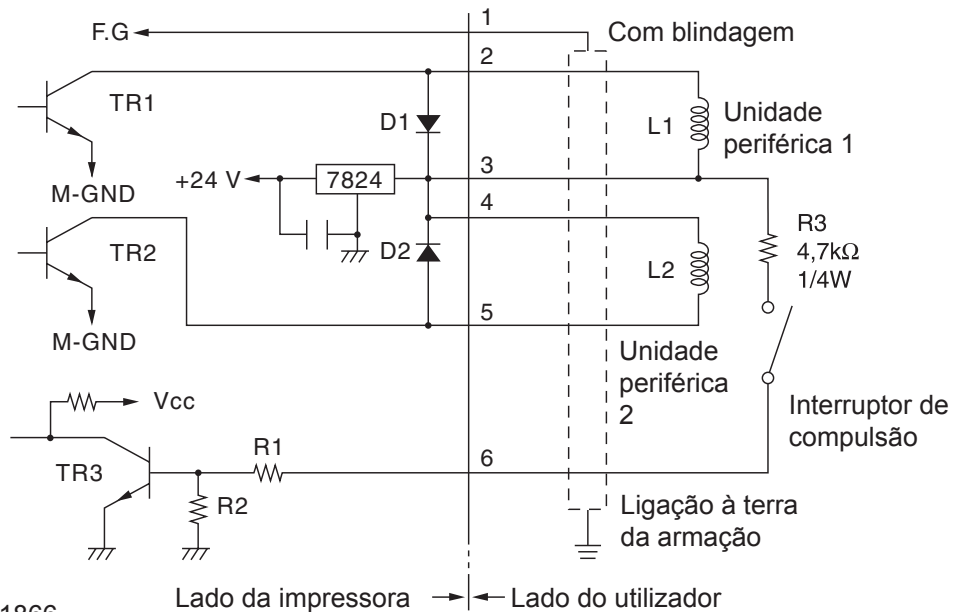 1
F.G
Com blindagem
2
TR1
D1
L1
Unidade
periférica 1
M-GND
+24 V
7824
3
4
TR2
D2
L2
R3
4,7kΩ
1/4W
5
M-GND
Unidade
periférica
2
Vcc
Interruptor de
compulsão
R1
6
TR3
R2
Ligação à terra
da armação
Lado da impressora
Lado do utilizador